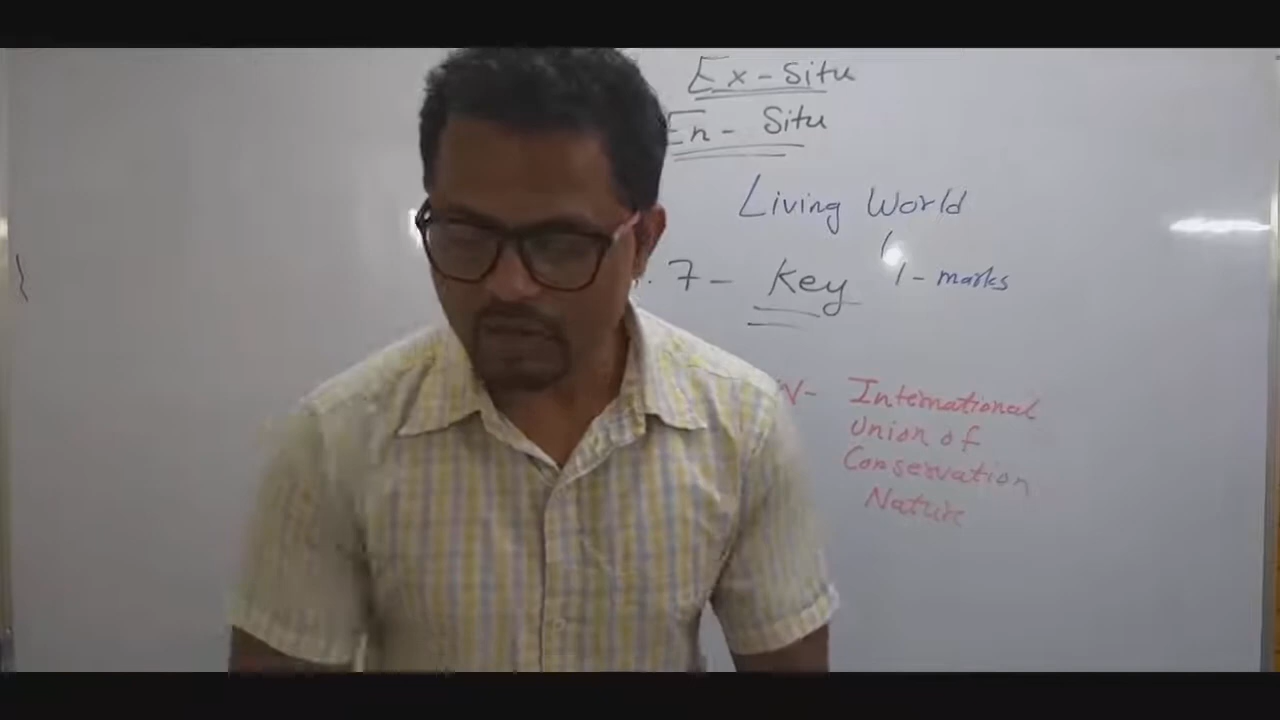 Ex-Situ
En- Situ
Living World
7- Key 1- marks
N- International
Union of
Conservation
Nature